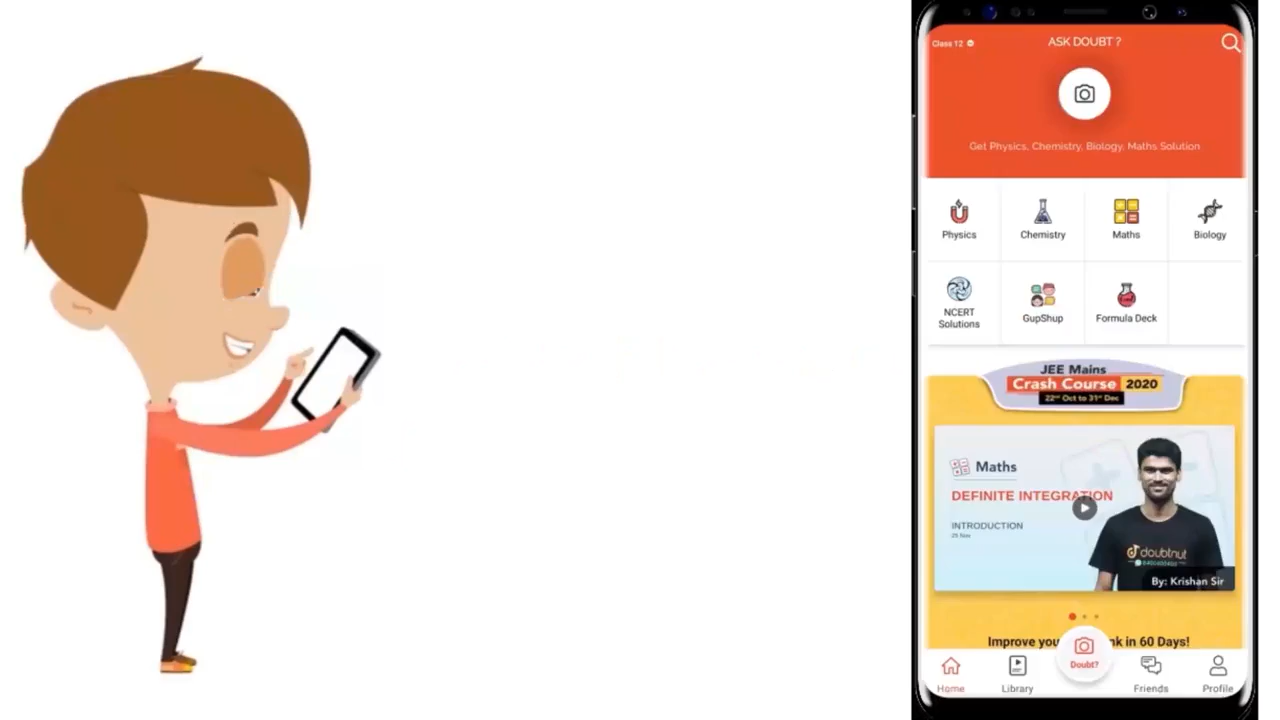 Class 12
ASK DOUBT ?
Get Physics, Chemistry, Biology, Maths Solution
Physics
Chemistry
Maths
Biology
NCERT
Solutions
GupShup
Formula Deck
JEE Mains
Crash Course 2020
22nd Oct to 31st Dec
Maths
DEFINITE INTEGRATION
INTRODUCTION
25 Nov
doubtnut
By: Krishan Sir
in 60 Days!
Improve
Doubt?
Home
Library
Friends
Profile